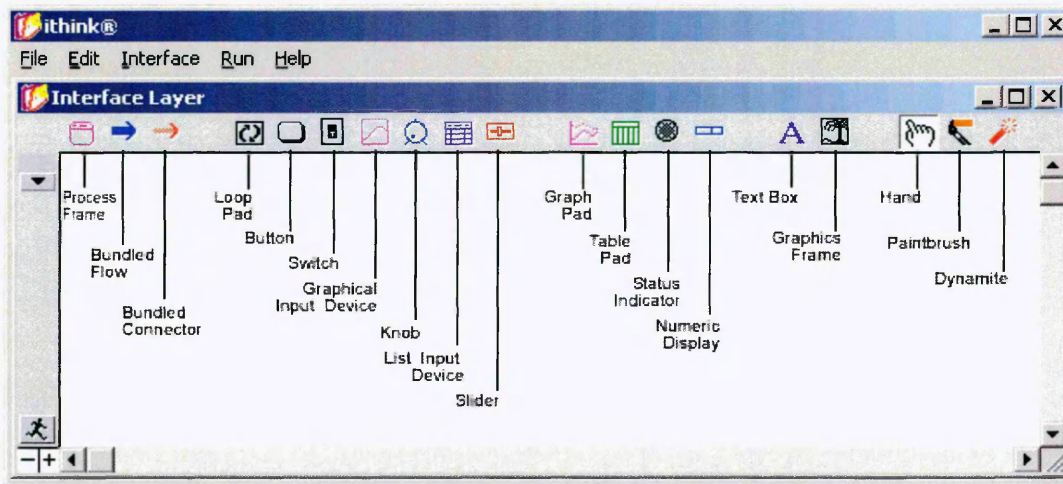 ithink®
File Edit Interface Run Help
Interface Layer
A
Process
Frame
Bundled
Flow
Bundled
Connector
Loop
Pad
Button
Switch
Graphical
Input Device
Knob
List Input
Device
Slider
Graph
Pad
Table
Pad
Status
Indicator
Numeric
Display
Text Box
Graphics
Frame
Hand
Paintbrush
Dynamite